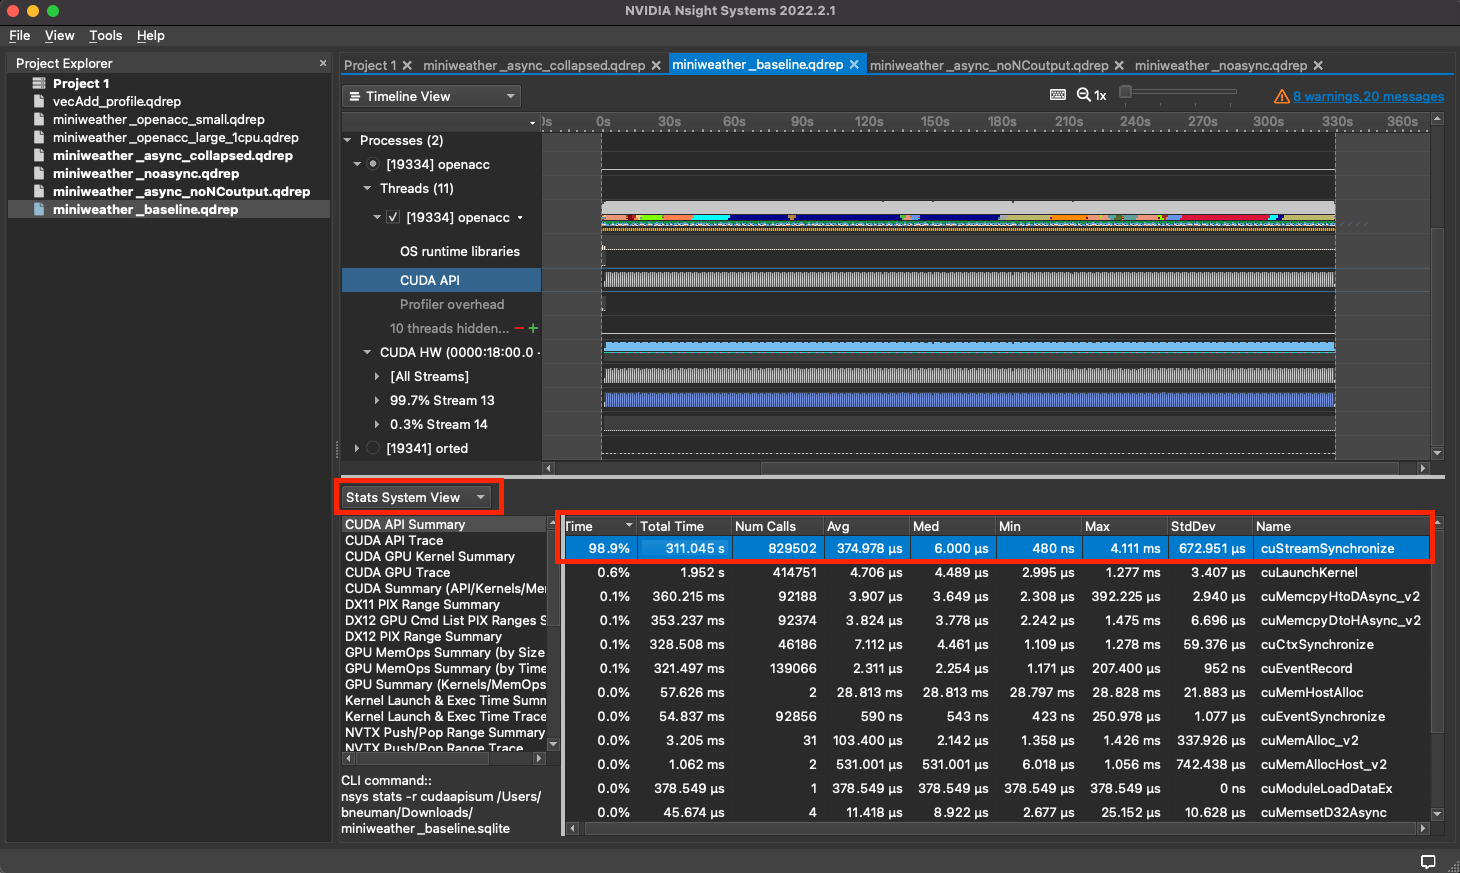 NVIDIA Nsight Systems 2022.2.1
File View Tools Help
Project Explorer ×
Project 1
vecAdd_profile.qdrep
miniweather_openacc_small.qdrep
miniweather_openacc_large_1cpu.qdrep
miniweather_async_collapsed.qdrep
miniweather_noasync.qdrep
miniweather_async_noNCoutput.qdrep
miniweather_baseline.qdrep
Project 1 × miniweather_async_collapsed.qdrep × miniweather_baseline.qdrep × miniweather_async_noNCoutput.qdrep × miniweather_noasync.qdrep ×
Timeline View 1x 8 warnings, 20 messages
0s 30s 60s 90s 120s 150s 180s 210s 240s 270s 300s 330s 360s
Processes (2)
[19334] openacc
Threads (11)
[19334] openacc
OS runtime libraries
CUDA API
Profiler overhead
10 threads hidden... − +
CUDA HW (0000:18:00.0 -
[All Streams]
99.7% Stream 13
0.3% Stream 14
[19341] orted
Stats System View
CUDA API Summary
CUDA API Trace
CUDA GPU Kernel Summary
CUDA GPU Trace
CUDA Summary (API/Kernels/Me
DX11 PIX Range Summary
DX12 GPU Cmd List PIX Ranges S
DX12 PIX Range Summary
GPU MemOps Summary (by Size
GPU MemOps Summary (by Time
GPU Summary (Kernels/MemOps
Kernel Launch & Exec Time Summ
Kernel Launch & Exec Time Trace
NVTX Push/Pop Range Summary
NVTX Push/Pop Range Trace
CLI command::
nsys stats -r cudaapisum /Users/
bneuman/Downloads/
miniweather_baseline.sqlite
Time Total Time Num Calls Avg Med Min Max StdDev Name
98.9% 311.045 s 829502 374.978 μs 6.000 μs 480 ns 4.111 ms 672.951 μs cuStreamSynchronize
0.6% 1.952 s 414751 4.706 μs 4.489 μs 2.995 μs 1.277 ms 3.407 μs cuLaunchKernel
0.1% 360.215 ms 92188 3.907 μs 3.649 μs 2.308 μs 392.225 μs 2.940 μs cuMemcpyHtoDAsync_v2
0.1% 353.237 ms 92374 3.824 μs 3.778 μs 2.242 μs 1.475 ms 6.696 μs cuMemcpyDtoHAsync_v2
0.1% 328.508 ms 46186 7.112 μs 4.461 μs 1.109 μs 1.278 ms 59.376 μs cuCtxSynchronize
0.1% 321.497 ms 139066 2.311 μs 2.254 μs 1.171 μs 207.400 μs 952 ns cuEventRecord
0.0% 57.626 ms 2 28.813 ms 28.813 ms 28.797 ms 28.828 ms 21.883 μs cuMemHostAlloc
0.0% 54.837 ms 92856 590 ns 543 ns 423 ns 250.978 μs 1.077 μs cuEventSynchronize
0.0% 3.205 ms 31 103.400 μs 2.142 μs 1.358 μs 1.426 ms 337.926 μs cuMemAlloc_v2
0.0% 1.062 ms 2 531.001 μs 531.001 μs 6.018 μs 1.056 ms 742.438 μs cuMemAllocHost_v2
0.0% 378.549 μs 1 378.549 μs 378.549 μs 378.549 μs 378.549 μs 0 ns cuModuleLoadDataEx
0.0% 45.674 μs 4 11.418 μs 8.922 μs 2.677 μs 25.152 μs 10.628 μs cuMemsetD32Async